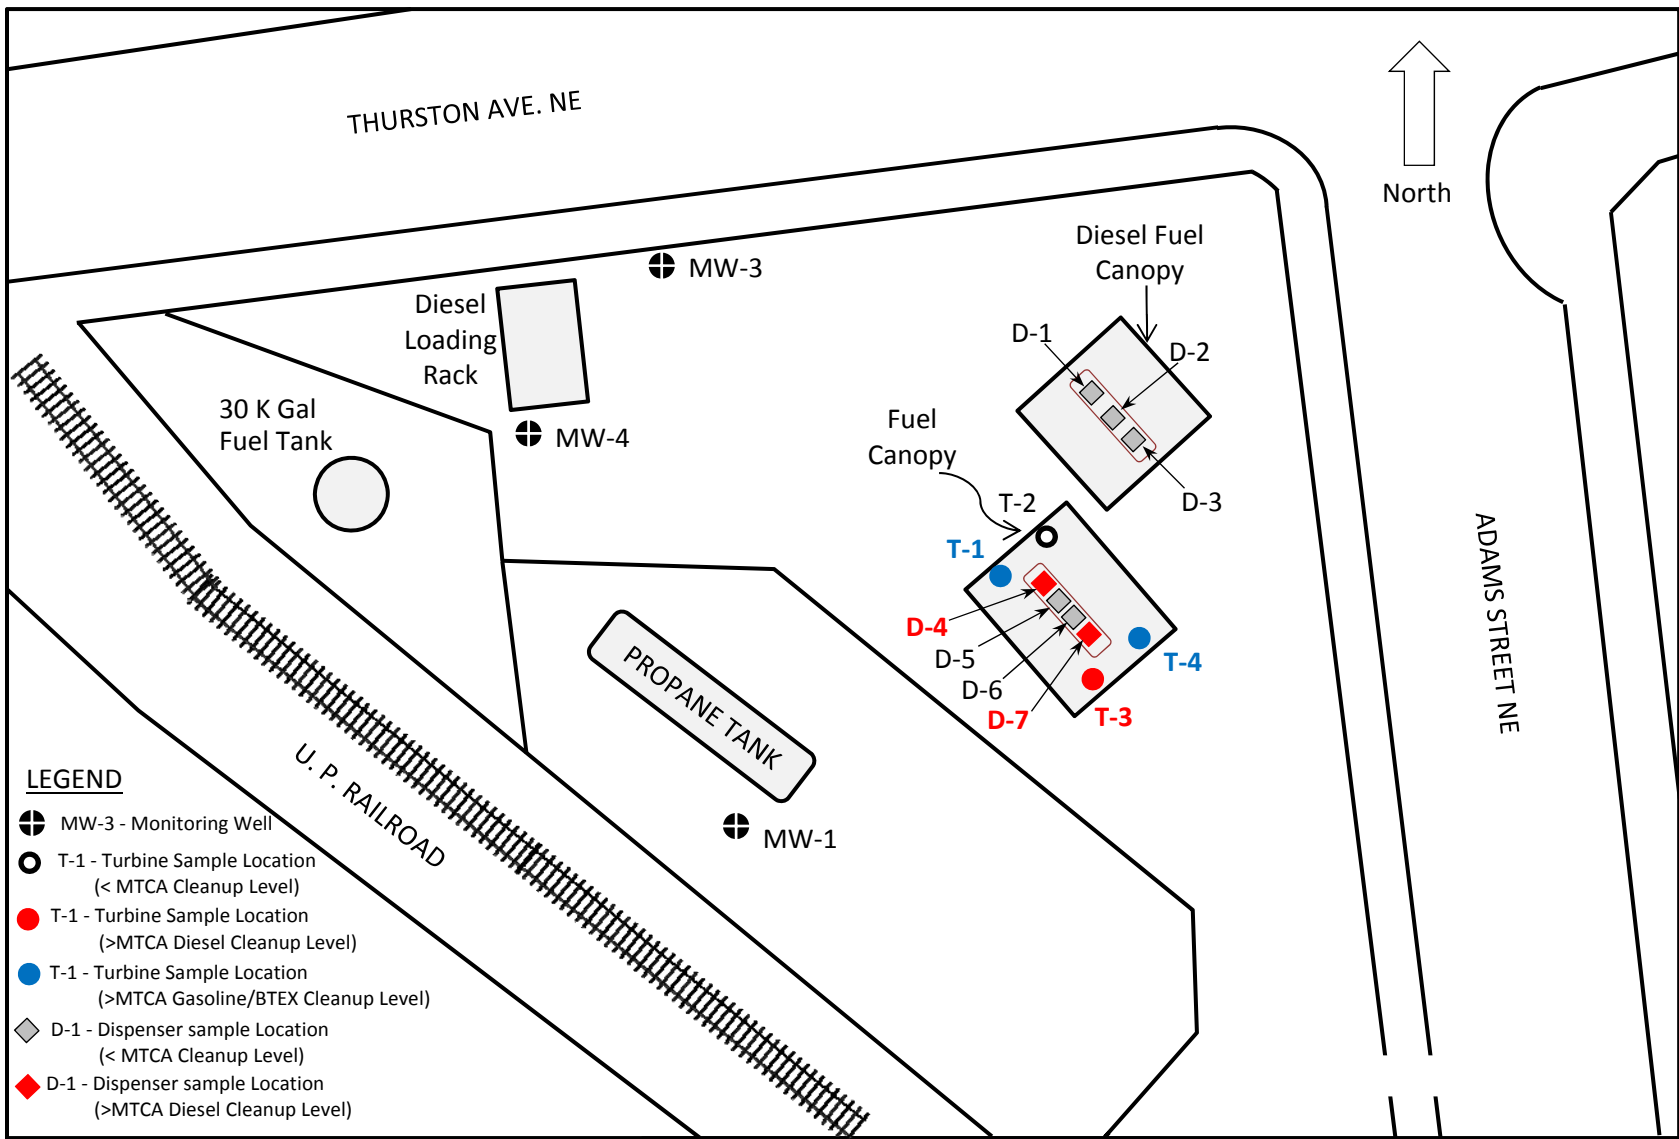 THURSTON AVE. NE
North
Diesel Fuel
Canopy
MW-3
Diesel
Loading
Rack
D-1
D-2
30 K Gal
Fuel Tank
MW-4
Fuel
Canopy
D-3
T-2
T-1
ADAMS STREET NE
D-4
D-5
T-4
D-6
D-7
T-3
PROPANE TANK
U. P. RAILROAD
MW-1
LEGEND
MW-3 - Monitoring Well
T-1 - Turbine Sample Location
(< MTCA Cleanup Level)
T-1 - Turbine Sample Location
(>MTCA Diesel Cleanup Level)
T-1 - Turbine Sample Location
(>MTCA Gasoline/BTEX Cleanup Level)
D-1 - Dispenser sample Location
(< MTCA Cleanup Level)
D-1 - Dispenser sample Location
(>MTCA Diesel Cleanup Level)